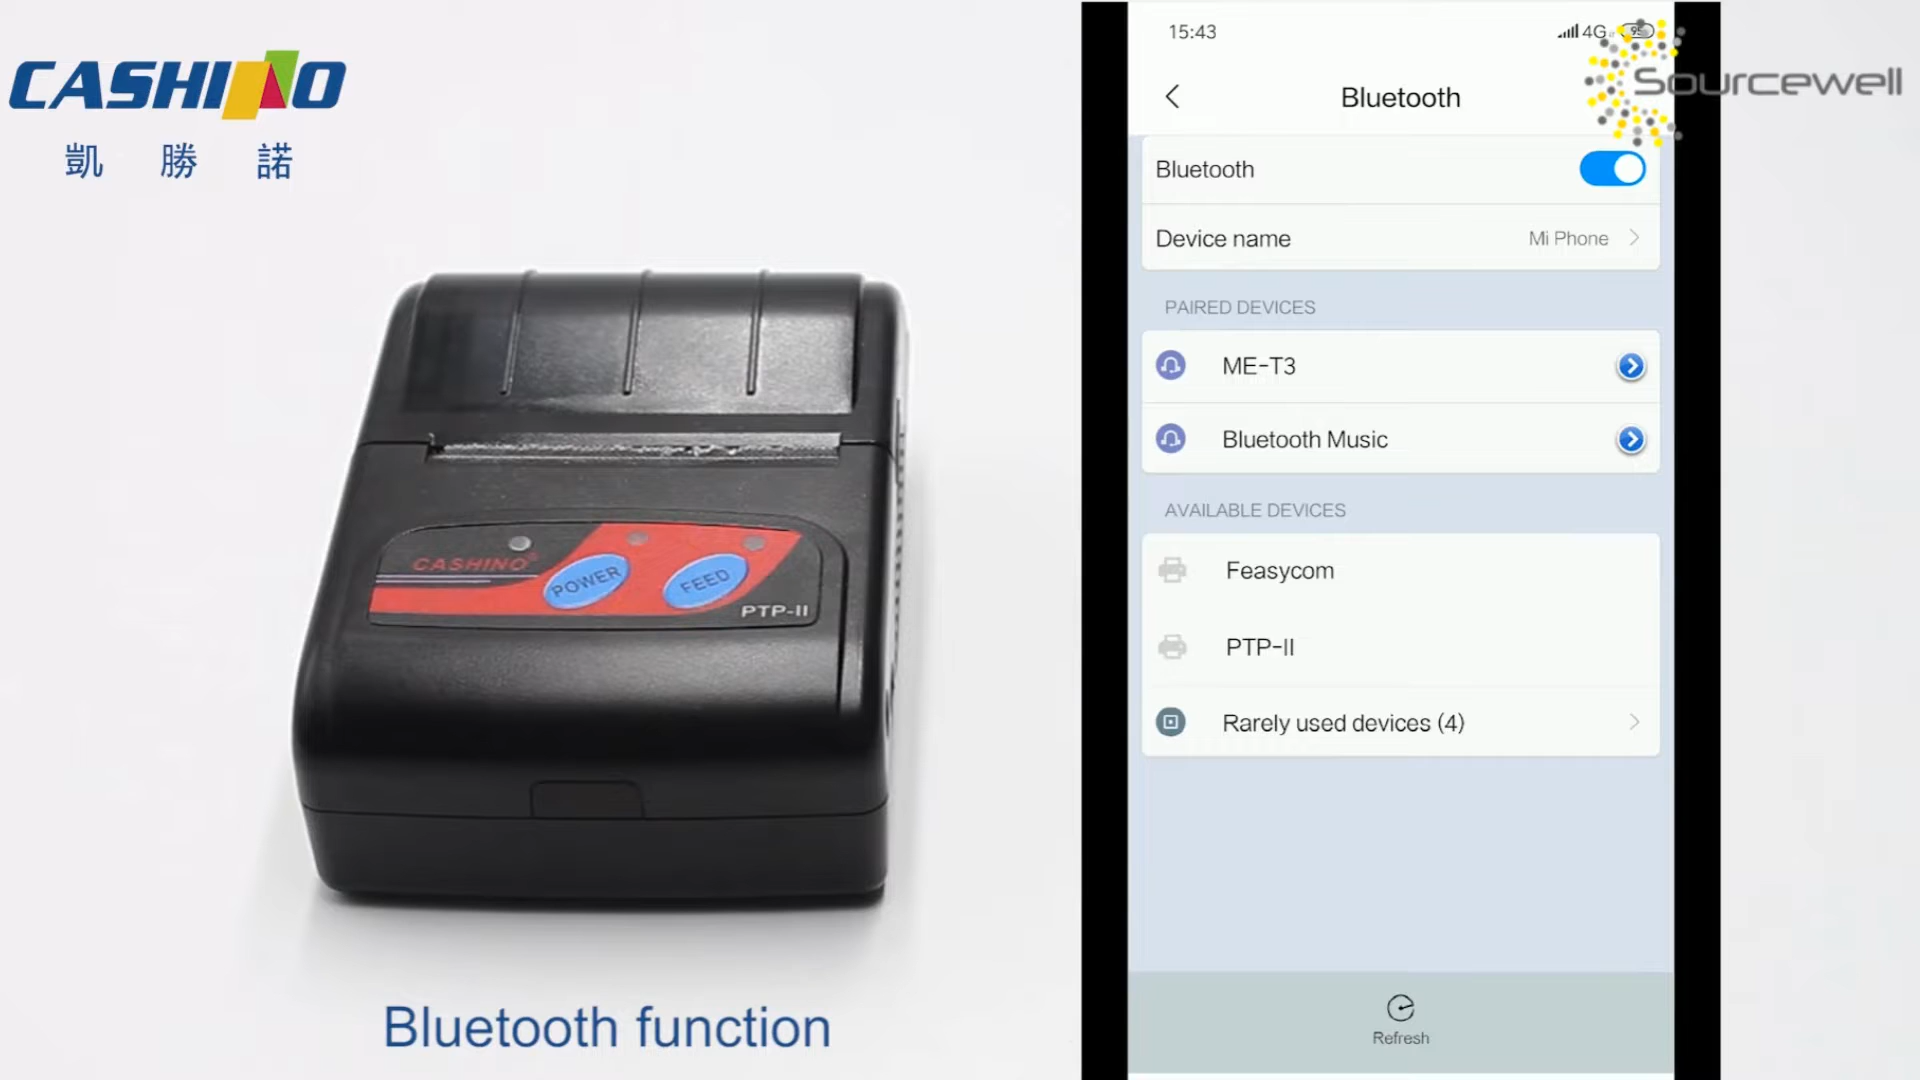 CASHINO
凱 勝 諾
CASHINO
POWER
FEED
PTP-II
Bluetooth function
15:43
4G
95
Sourcewell
Bluetooth
Bluetooth
Device name
Mi Phone
PAIRED DEVICES
ME-T3
Bluetooth Music
AVAILABLE DEVICES
Feasycom
PTP-II
Rarely used devices (4)
Refresh